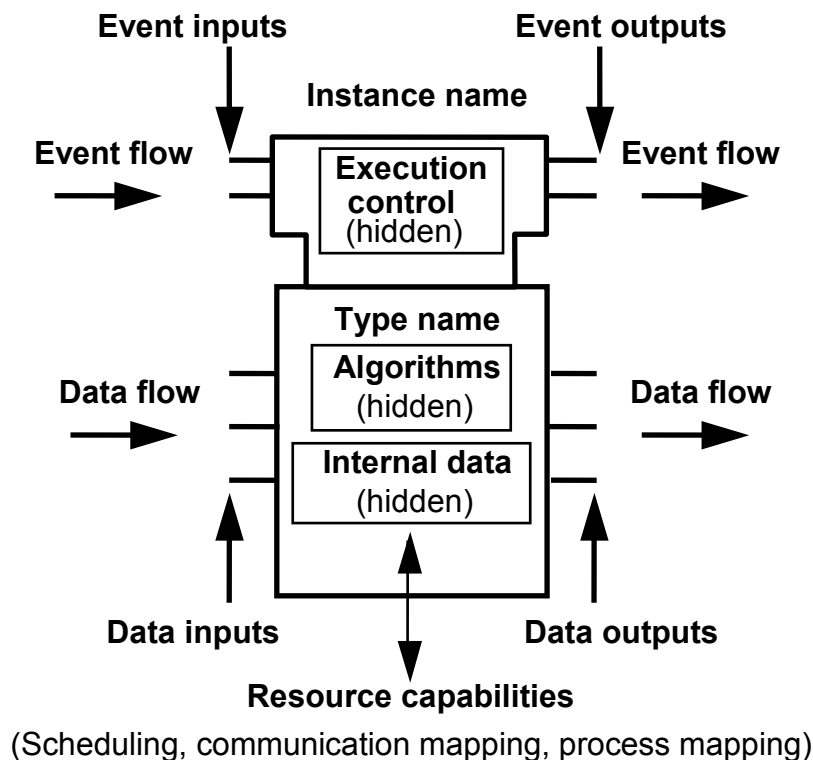 Event inputs
Event outputs
Instance name
Event flow
Execution
control
(hidden)
Event flow
Type name
Data flow
Algorithms
(hidden)
Data flow
Internal data
(hidden)
Data inputs
Data outputs
Resource capabilities
(Scheduling, communication mapping, process mapping)